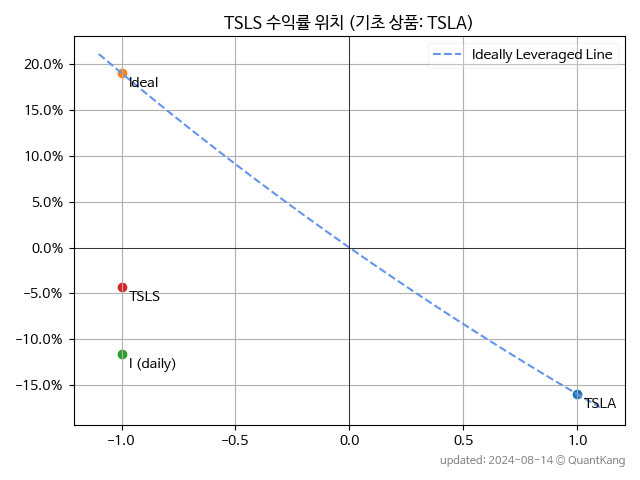 TSLS 수익률 위치 (기초 상품: TSLA)
Ideally Leveraged Line
20.0%
15.0%
10.0%
5.0%
0.0%
−5.0%
−10.0%
−15.0%
Ideal
TSLS
I (daily)
TSLA
−1.0 −0.5 0.0 0.5 1.0
updated: 2024-08-14 © QuantKang